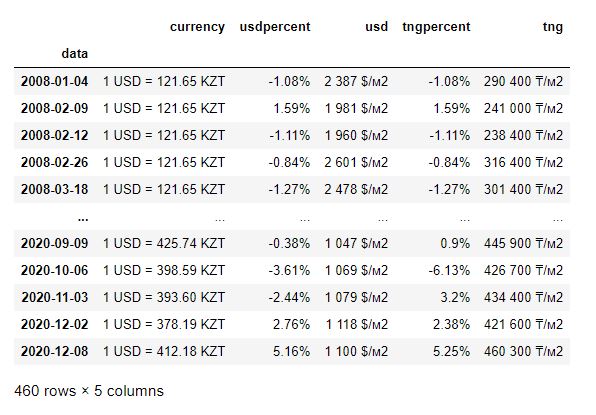 currency usdpercent usd tngpercent tng
data
2008-01-04 1 USD = 121.65 KZT -1.08% 2 387 $/м2 -1.08% 290 400 ₸/м2
2008-02-09 1 USD = 121.65 KZT 1.59% 1 981 $/м2 1.59% 241 000 ₸/м2
2008-02-12 1 USD = 121.65 KZT -1.11% 1 960 $/м2 -1.11% 238 400 ₸/м2
2008-02-26 1 USD = 121.65 KZT -0.84% 2 601 $/м2 -0.84% 316 400 ₸/м2
2008-03-18 1 USD = 121.65 KZT -1.27% 2 478 $/м2 -1.27% 301 400 ₸/м2
... ... ... ... ... ...
2020-09-09 1 USD = 425.74 KZT -0.38% 1 047 $/м2 0.9% 445 900 ₸/м2
2020-10-06 1 USD = 398.59 KZT -3.61% 1 069 $/м2 -6.13% 426 700 ₸/м2
2020-11-03 1 USD = 393.60 KZT -2.44% 1 079 $/м2 3.2% 434 400 ₸/м2
2020-12-02 1 USD = 378.19 KZT 2.76% 1 118 $/м2 2.38% 421 600 ₸/м2
2020-12-08 1 USD = 412.18 KZT 5.16% 1 100 $/м2 5.25% 460 300 ₸/м2
460 rows × 5 columns